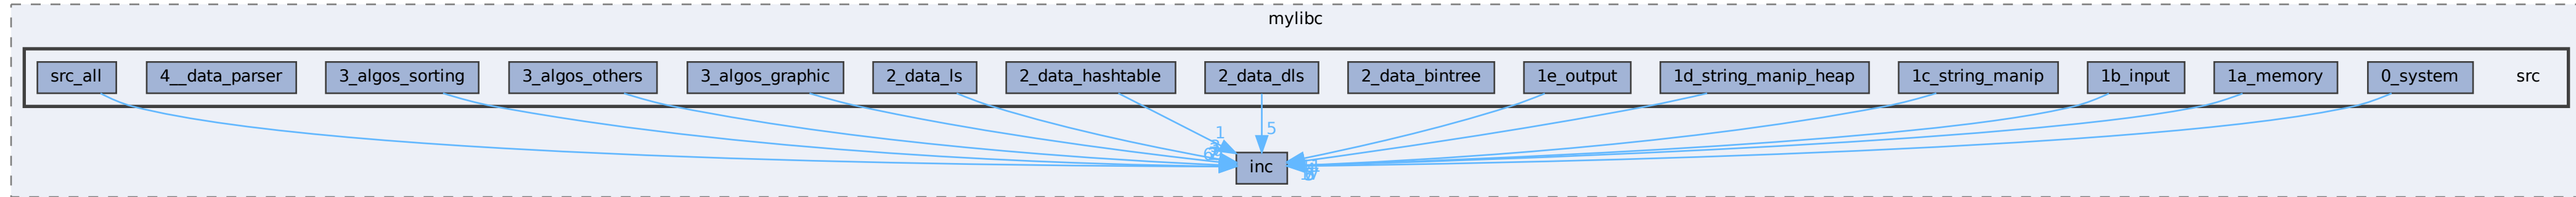 mylibc
src_all
4__data_parser
3_algos_sorting
3_algos_others
3_algos_graphic
2_data_ls
2_data_hashtable
2_data_dls
2_data_bintree
1e_output
1d_string_manip_heap
1c_string_manip
1b_input
1a_memory
0_system
src
1
5
inc